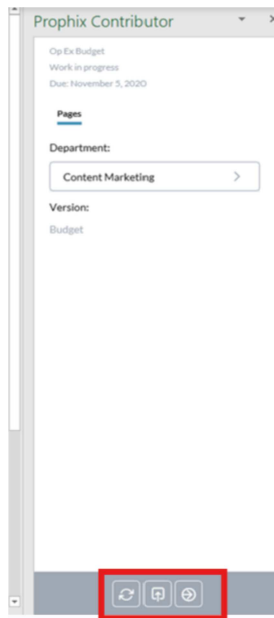 Prophix Contributor
Op Ex Budget
Work in progress
Due: November 5, 2020
Pages
Department:
Content Marketing
Version:
Budget